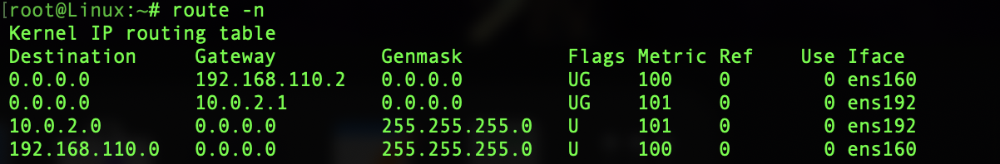 [root@Linux:~# route -n
Kernel IP routing table
Destination     Gateway         Genmask         Flags Metric Ref    Use Iface
0.0.0.0         192.168.110.2   0.0.0.0         UG    100    0        0 ens160
0.0.0.0         10.0.2.1        0.0.0.0         UG    101    0        0 ens192
10.0.2.0        0.0.0.0         255.255.255.0   U     101    0        0 ens192
192.168.110.0   0.0.0.0         255.255.255.0   U     100    0        0 ens160